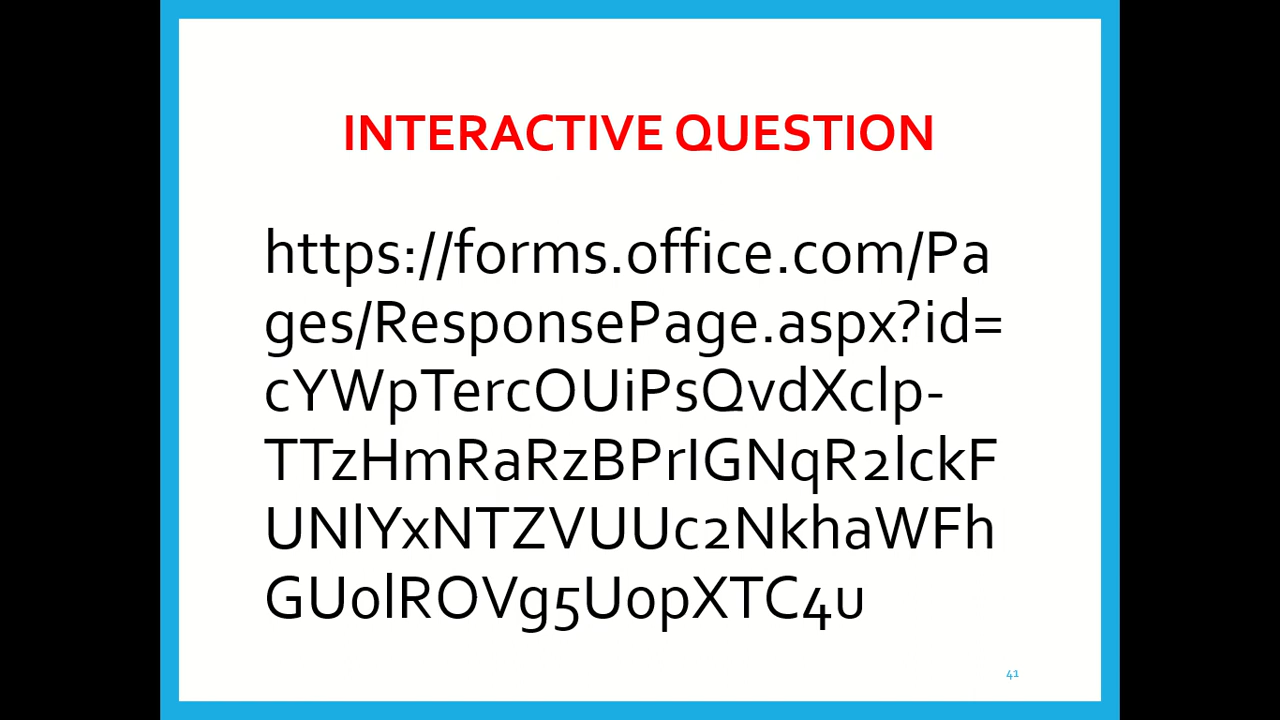 INTERACTIVE QUESTION
https://forms.office.com/Pa
ges/ResponsePage.aspx?id=
cYWpTercOUiPsQvdXclp-
TTzHmRaRzBPrIGNqR2lckF
UNlYxNTZVUUc2NkhaWFh
GU0lROVg5U0pXTC4u
41